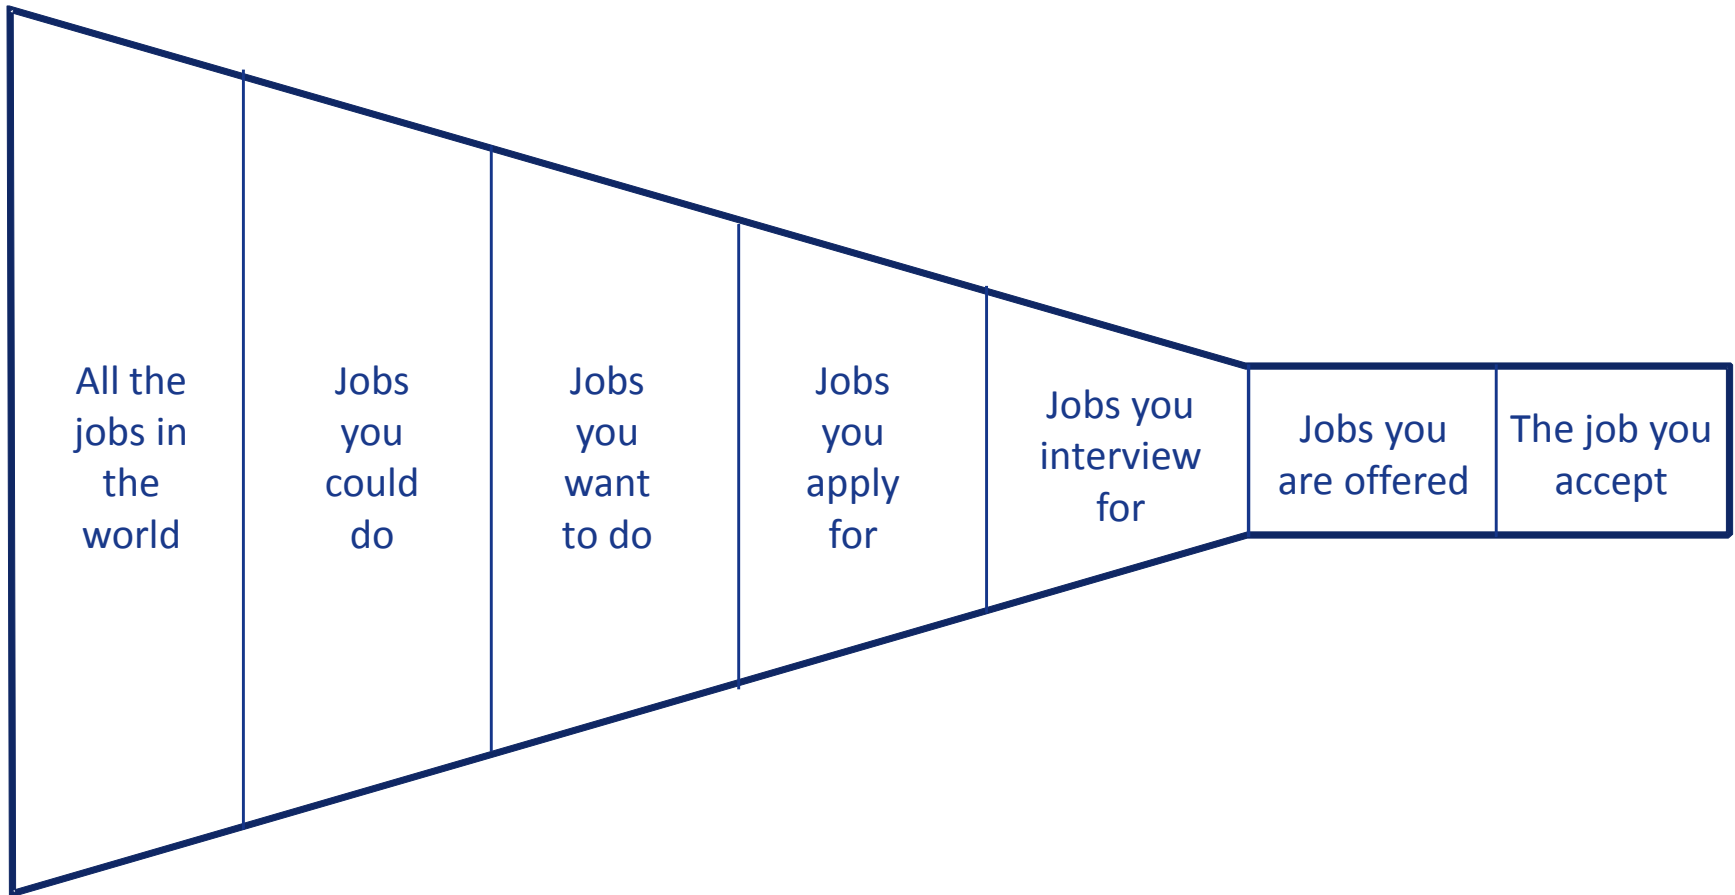 All the
jobs in
the
world
Jobs
you
could
do
Jobs
you
want
to do
Jobs
you
apply
for
Jobs you
interview
for
Jobs you
are offered
The job you
accept